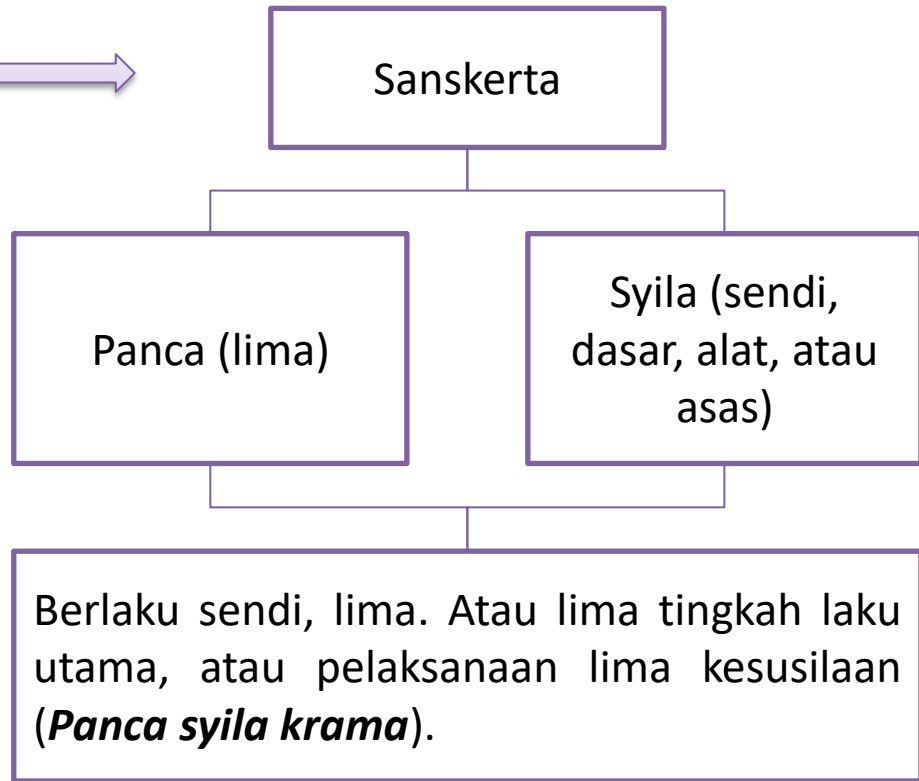 Sanskerta
Panca (lima)
Syila (sendi,
dasar, alat, atau
asas)
Berlaku sendi, lima. Atau lima tingkah laku
utama, atau pelaksanaan lima kesusilaan
(Panca syila krama).